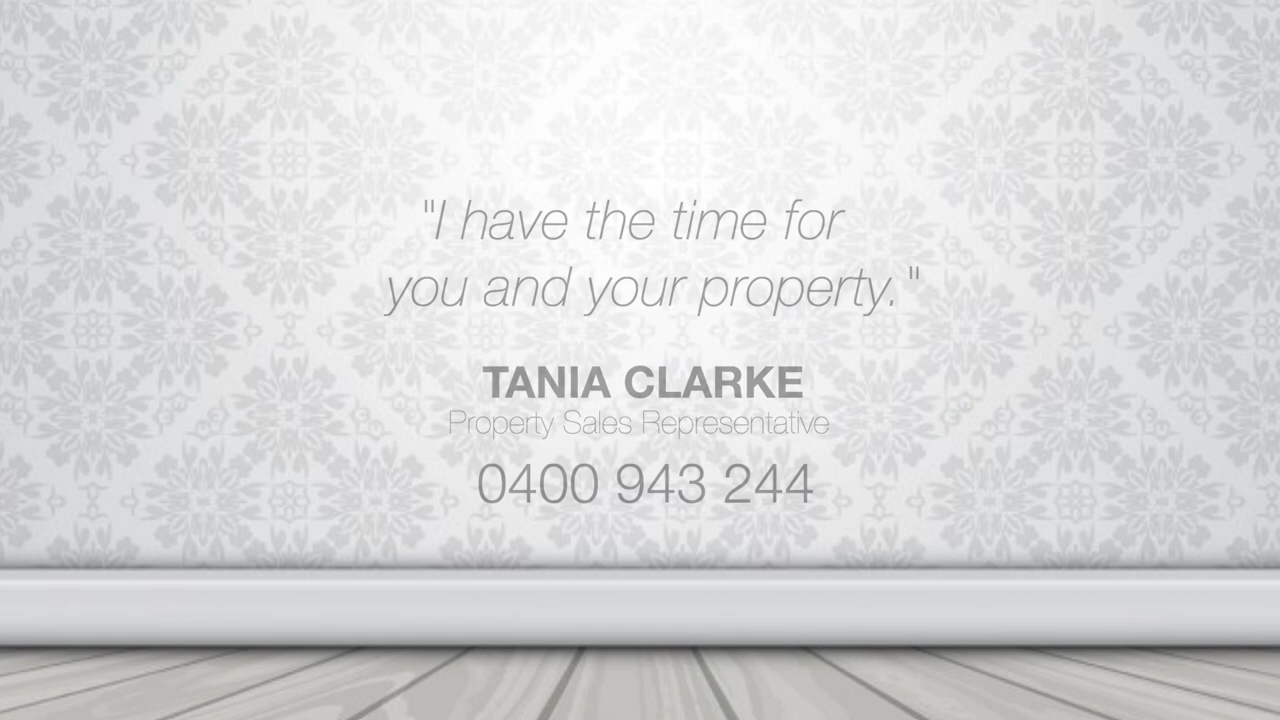 "I have the time for
you and your property."
TANIA CLARKE
Property Sales Representative
0400 943 244